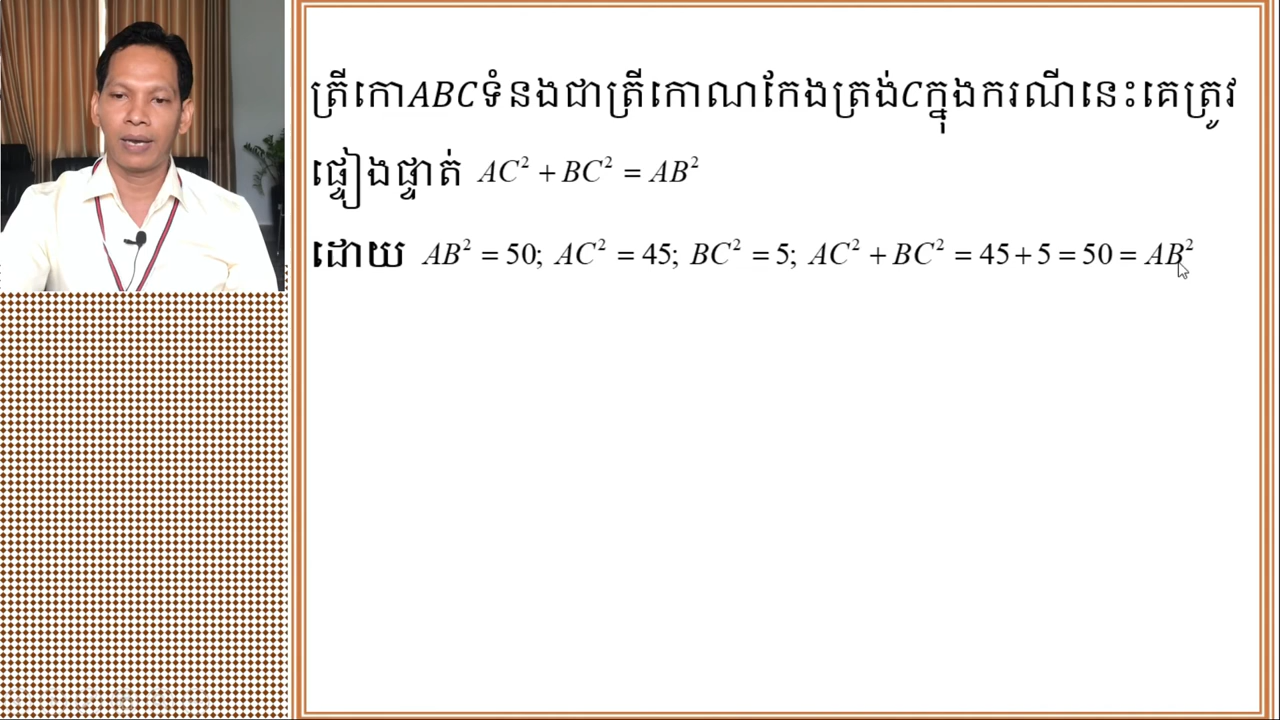 ត្រីកោABCទំនងជាត្រីកោណកែងត្រង់Cក្នុងករណីនេះគេត្រូវ
ផ្ទៀងផ្ទាត់ AC² + BC² = AB²
ដោយ AB² = 50; AC² = 45; BC² = 5; AC² + BC² = 45 + 5 = 50 = AB²